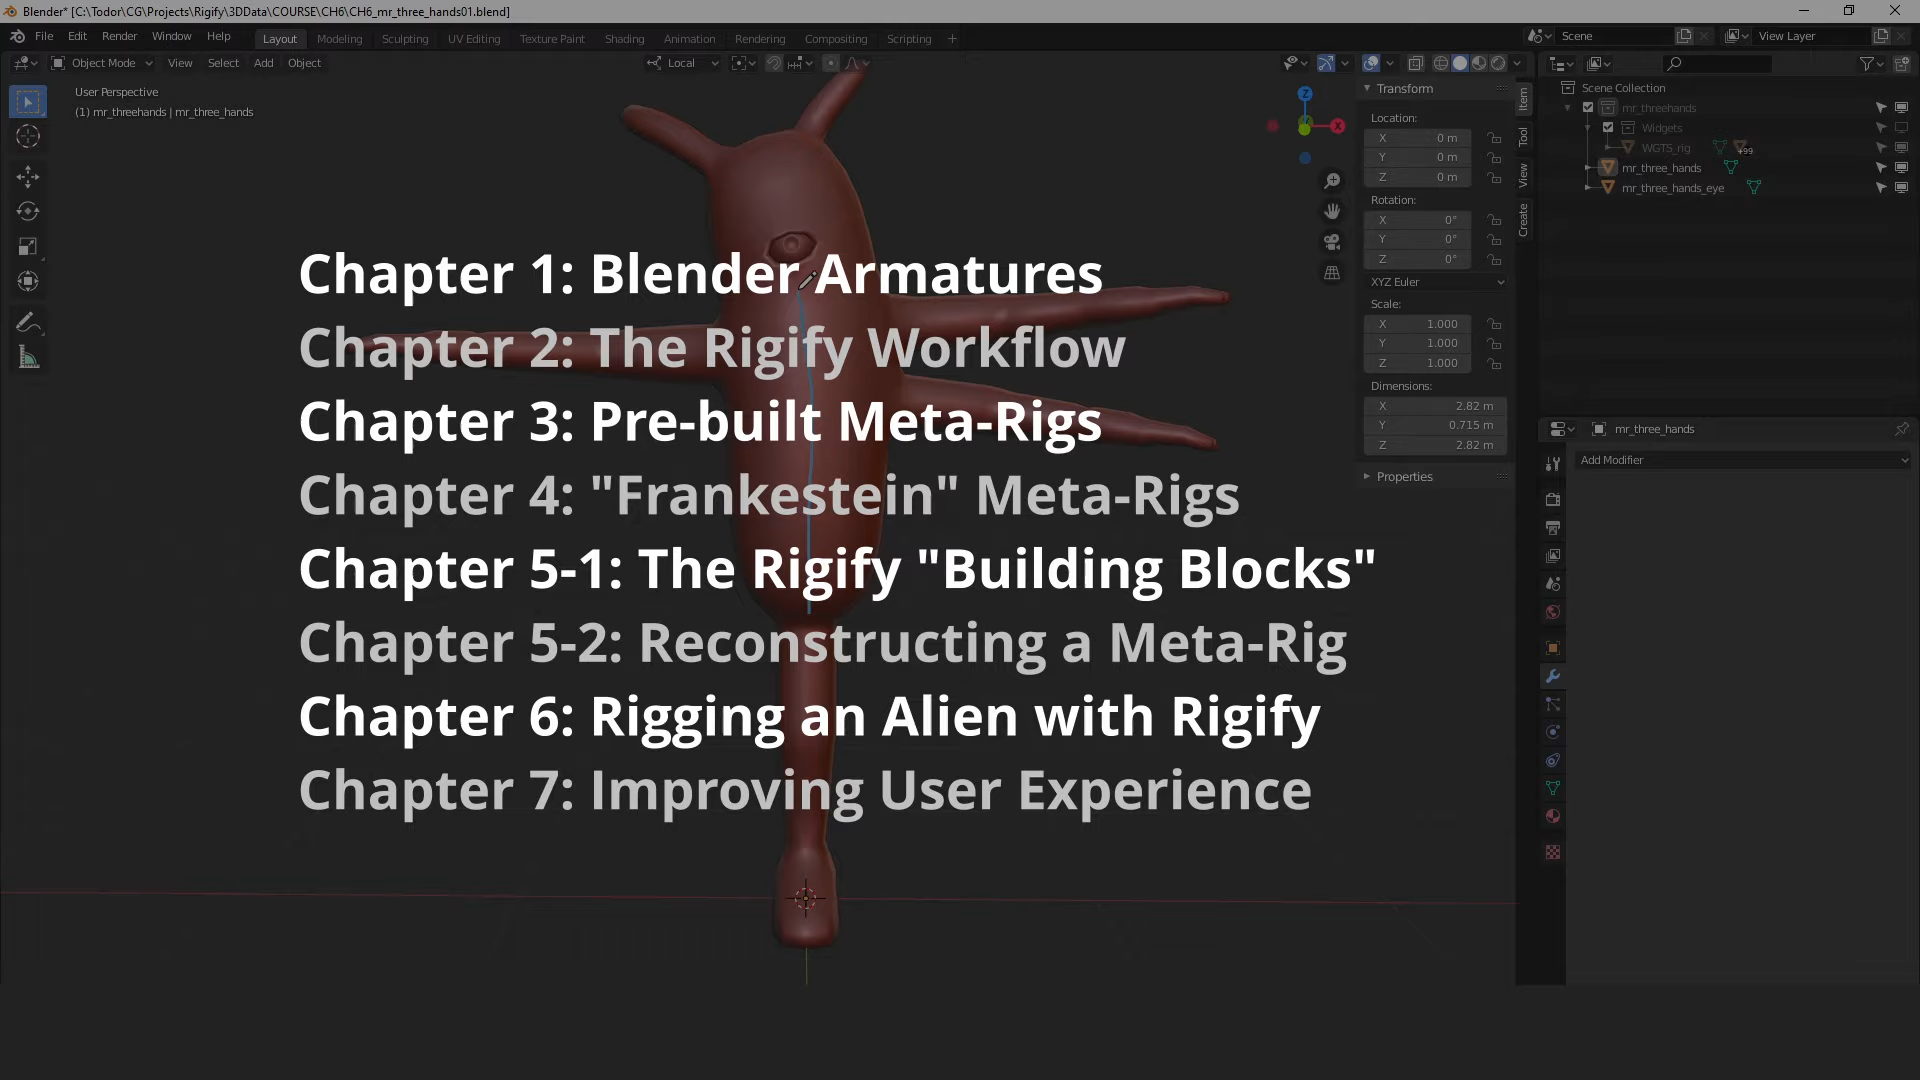 Blender* [C:\Todor\CG\Projects\Rigify\3DData\COURSE\CH6\CH6_mr_three_hands01.blend]
File Edit Render Window Help Layout Modeling Sculpting UV Editing Texture Paint Shading Animation Rendering Compositing Scripting + Scene View Layer
Object Mode View Select Add Object Local
User Perspective
(1) mr_threehands | mr_three_hands
Z
X
Transform
Location:
X 0 m
Y 0 m
Z 0 m
Rotation:
X 0°
Y 0°
Z 0°
XYZ Euler
Scale:
X 1.000
Y 1.000
Z 1.000
Dimensions:
X 2.82 m
Y 0.715 m
Z 2.82 m
Properties
Item
Tool
View
Create
Scene Collection
mr_threehands
Widgets
WGTS_rig +99
mr_three_hands
mr_three_hands_eye
mr_three_hands
Add Modifier
Chapter 1: Blender Armatures
Chapter 2: The Rigify Workflow
Chapter 3: Pre-built Meta-Rigs
Chapter 4: "Frankestein" Meta-Rigs
Chapter 5-1: The Rigify "Building Blocks"
Chapter 5-2: Reconstructing a Meta-Rig
Chapter 6: Rigging an Alien with Rigify
Chapter 7: Improving User Experience